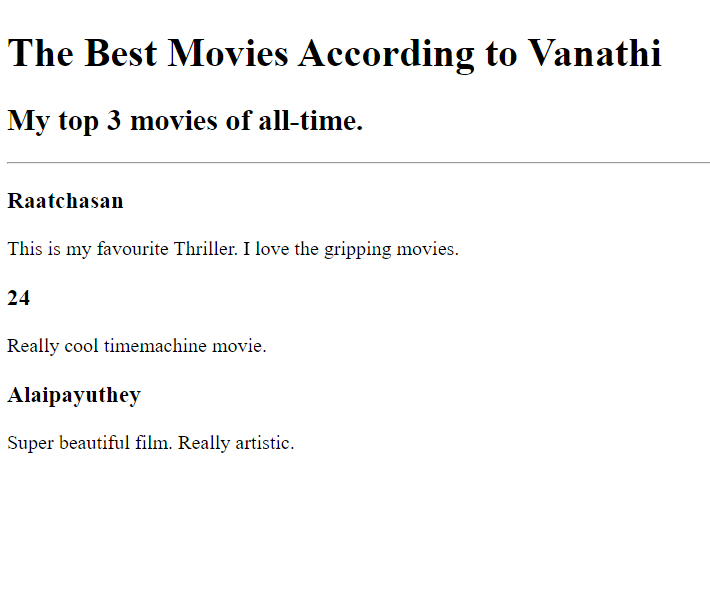 The Best Movies According to Vanathi
My top 3 movies of all-time.
Raatchasan
This is my favourite Thriller. I love the gripping movies.
24
Really cool timemachine movie.
Alaipayuthey
Super beautiful film. Really artistic.